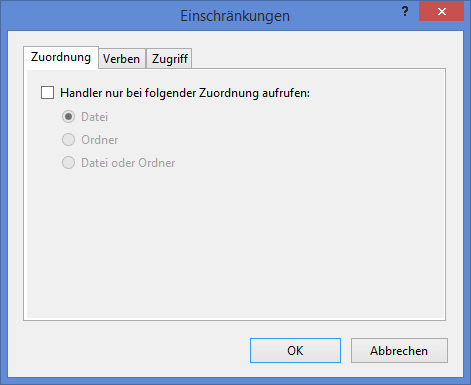 Einschränkungen ?
Zuordnung Verben Zugriff
Handler nur bei folgender Zuordnung aufrufen:
Datei
Ordner
Datei oder Ordner
OK Abbrechen